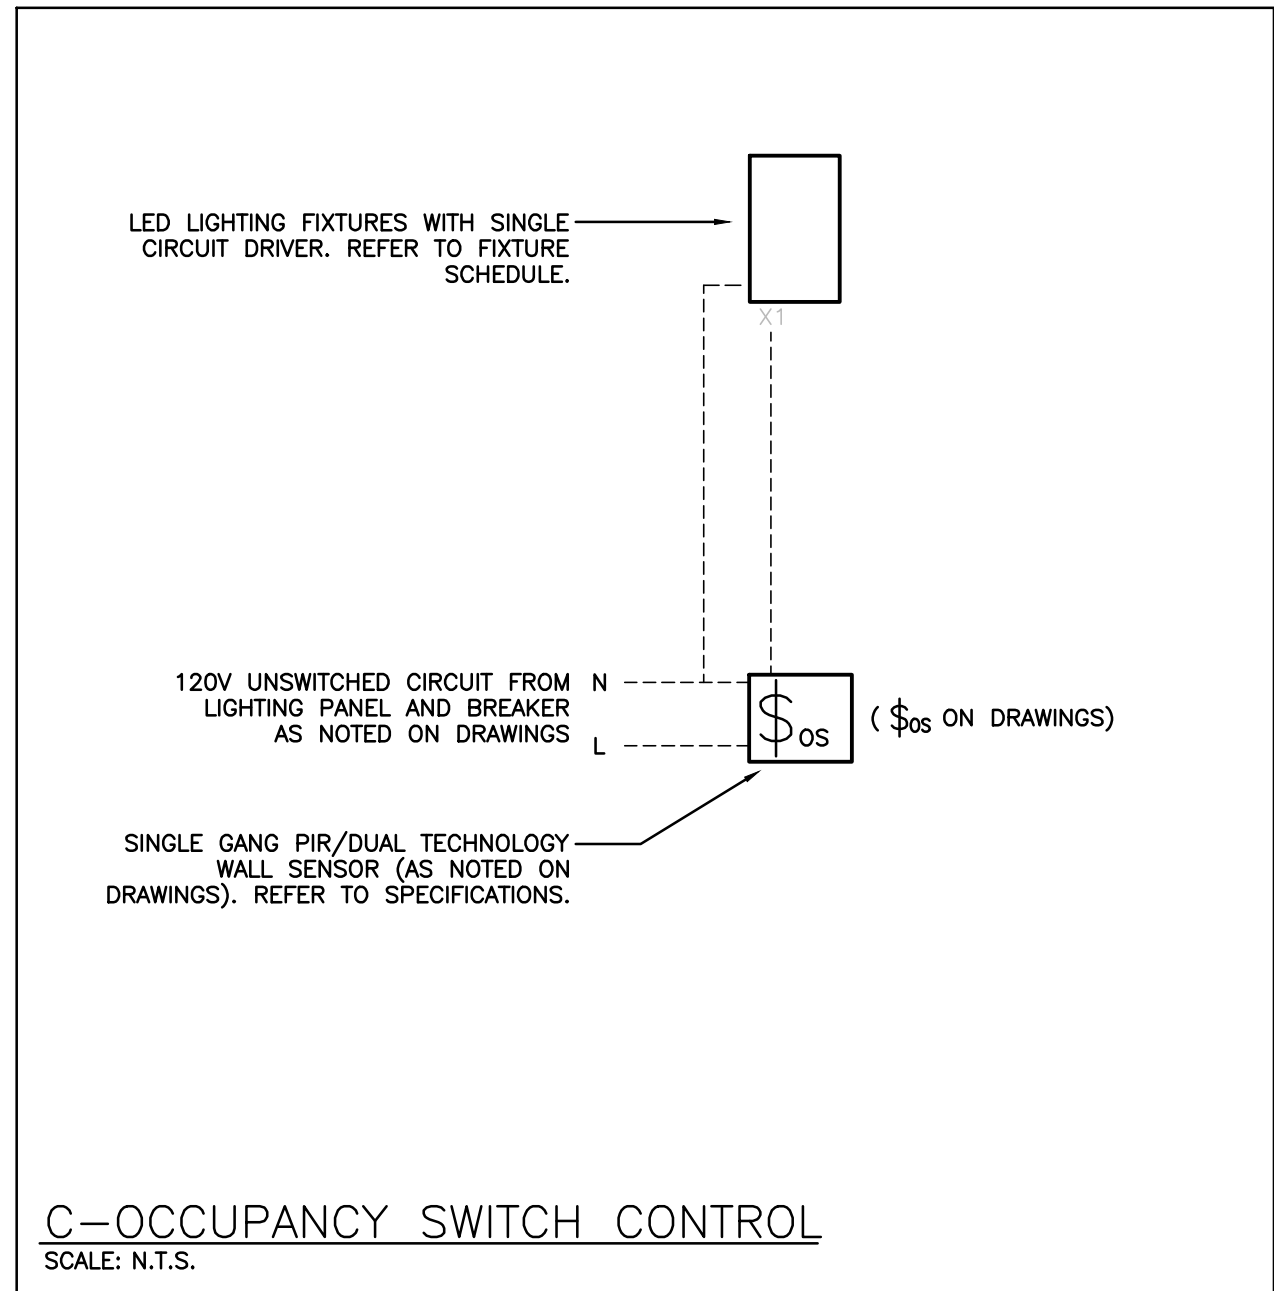 LED LIGHTING FIXTURES WITH SINGLE
CIRCUIT DRIVER. REFER TO FIXTURE
SCHEDULE.
X1
120V UNSWITCHED CIRCUIT FROM
LIGHTING PANEL AND BREAKER
AS NOTED ON DRAWINGS
N
L
$OS
( $OS ON DRAWINGS)
SINGLE GANG PIR/DUAL TECHNOLOGY
WALL SENSOR (AS NOTED ON
DRAWINGS). REFER TO SPECIFICATIONS.
C-OCCUPANCY SWITCH CONTROL
SCALE: N.T.S.